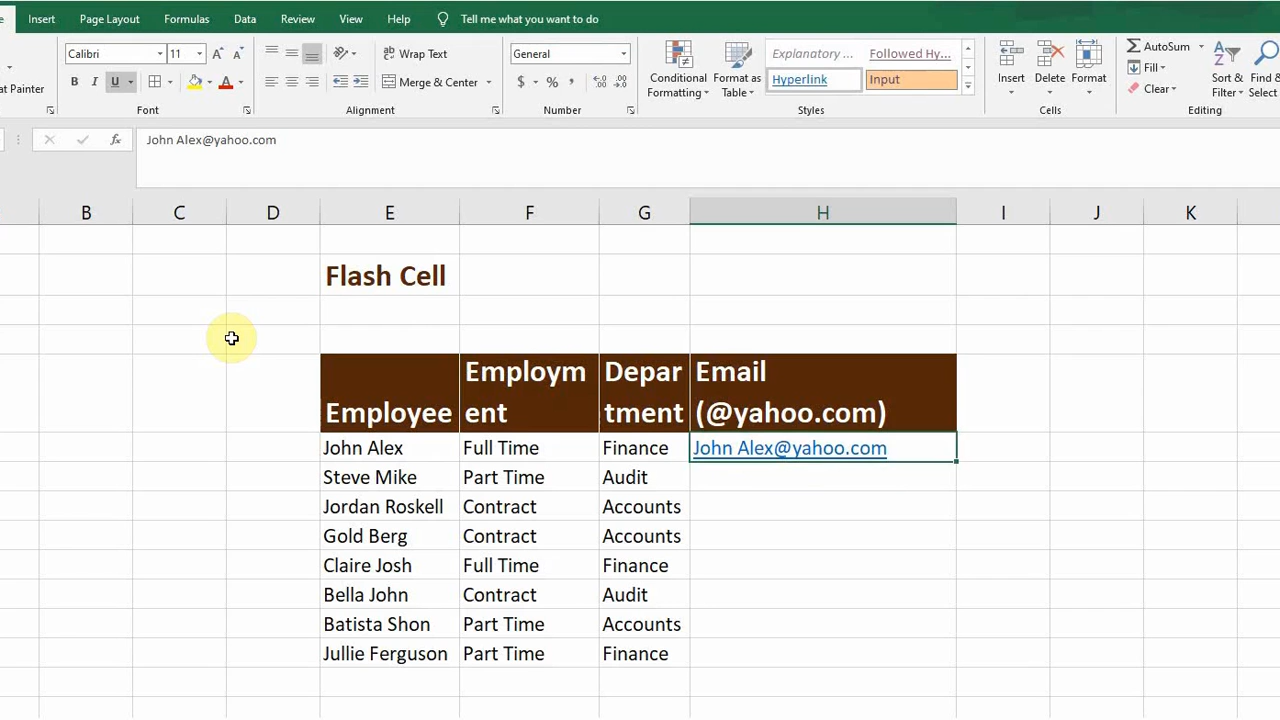 Insert Page Layout Formulas Data Review View Help Tell me what you want to do
Calibri 11 Wrap Text General Explanatory ... Followed Hy...
at Painter B I U Merge & Center $ % Hyperlink Input
Conditional Formatting Format as Table Insert Delete Format AutoSum Fill Clear Sort & Filter Find & Select
Font Alignment Number Styles Cells Editing
fx John Alex@yahoo.com
B C D E F G H I J K
Flash Cell
Employee Employm Depar Email
ent tment (@yahoo.com)
John Alex Full Time Finance John Alex@yahoo.com
Steve Mike Part Time Audit
Jordan Roskell Contract Accounts
Gold Berg Contract Accounts
Claire Josh Full Time Finance
Bella John Contract Audit
Batista Shon Part Time Accounts
Jullie Ferguson Part Time Finance